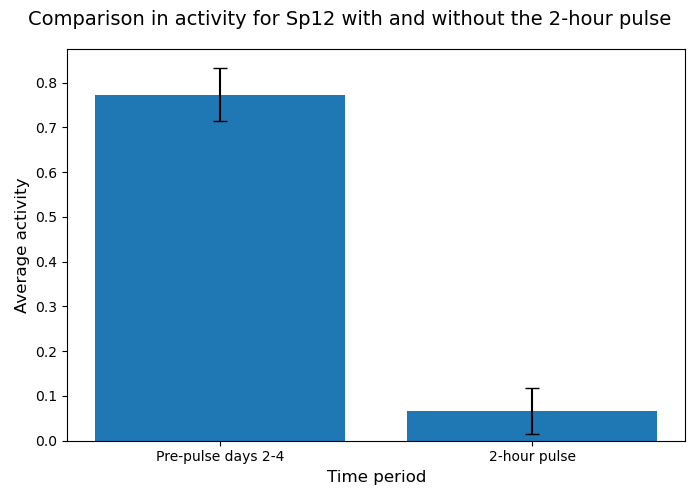 Comparison in activity for Sp12 with and without the 2-hour pulse
Average activity
0.8
0.7
0.6
0.5
0.4
0.3
0.2
0.1
0.0
Pre-pulse days 2-4
2-hour pulse
Time period